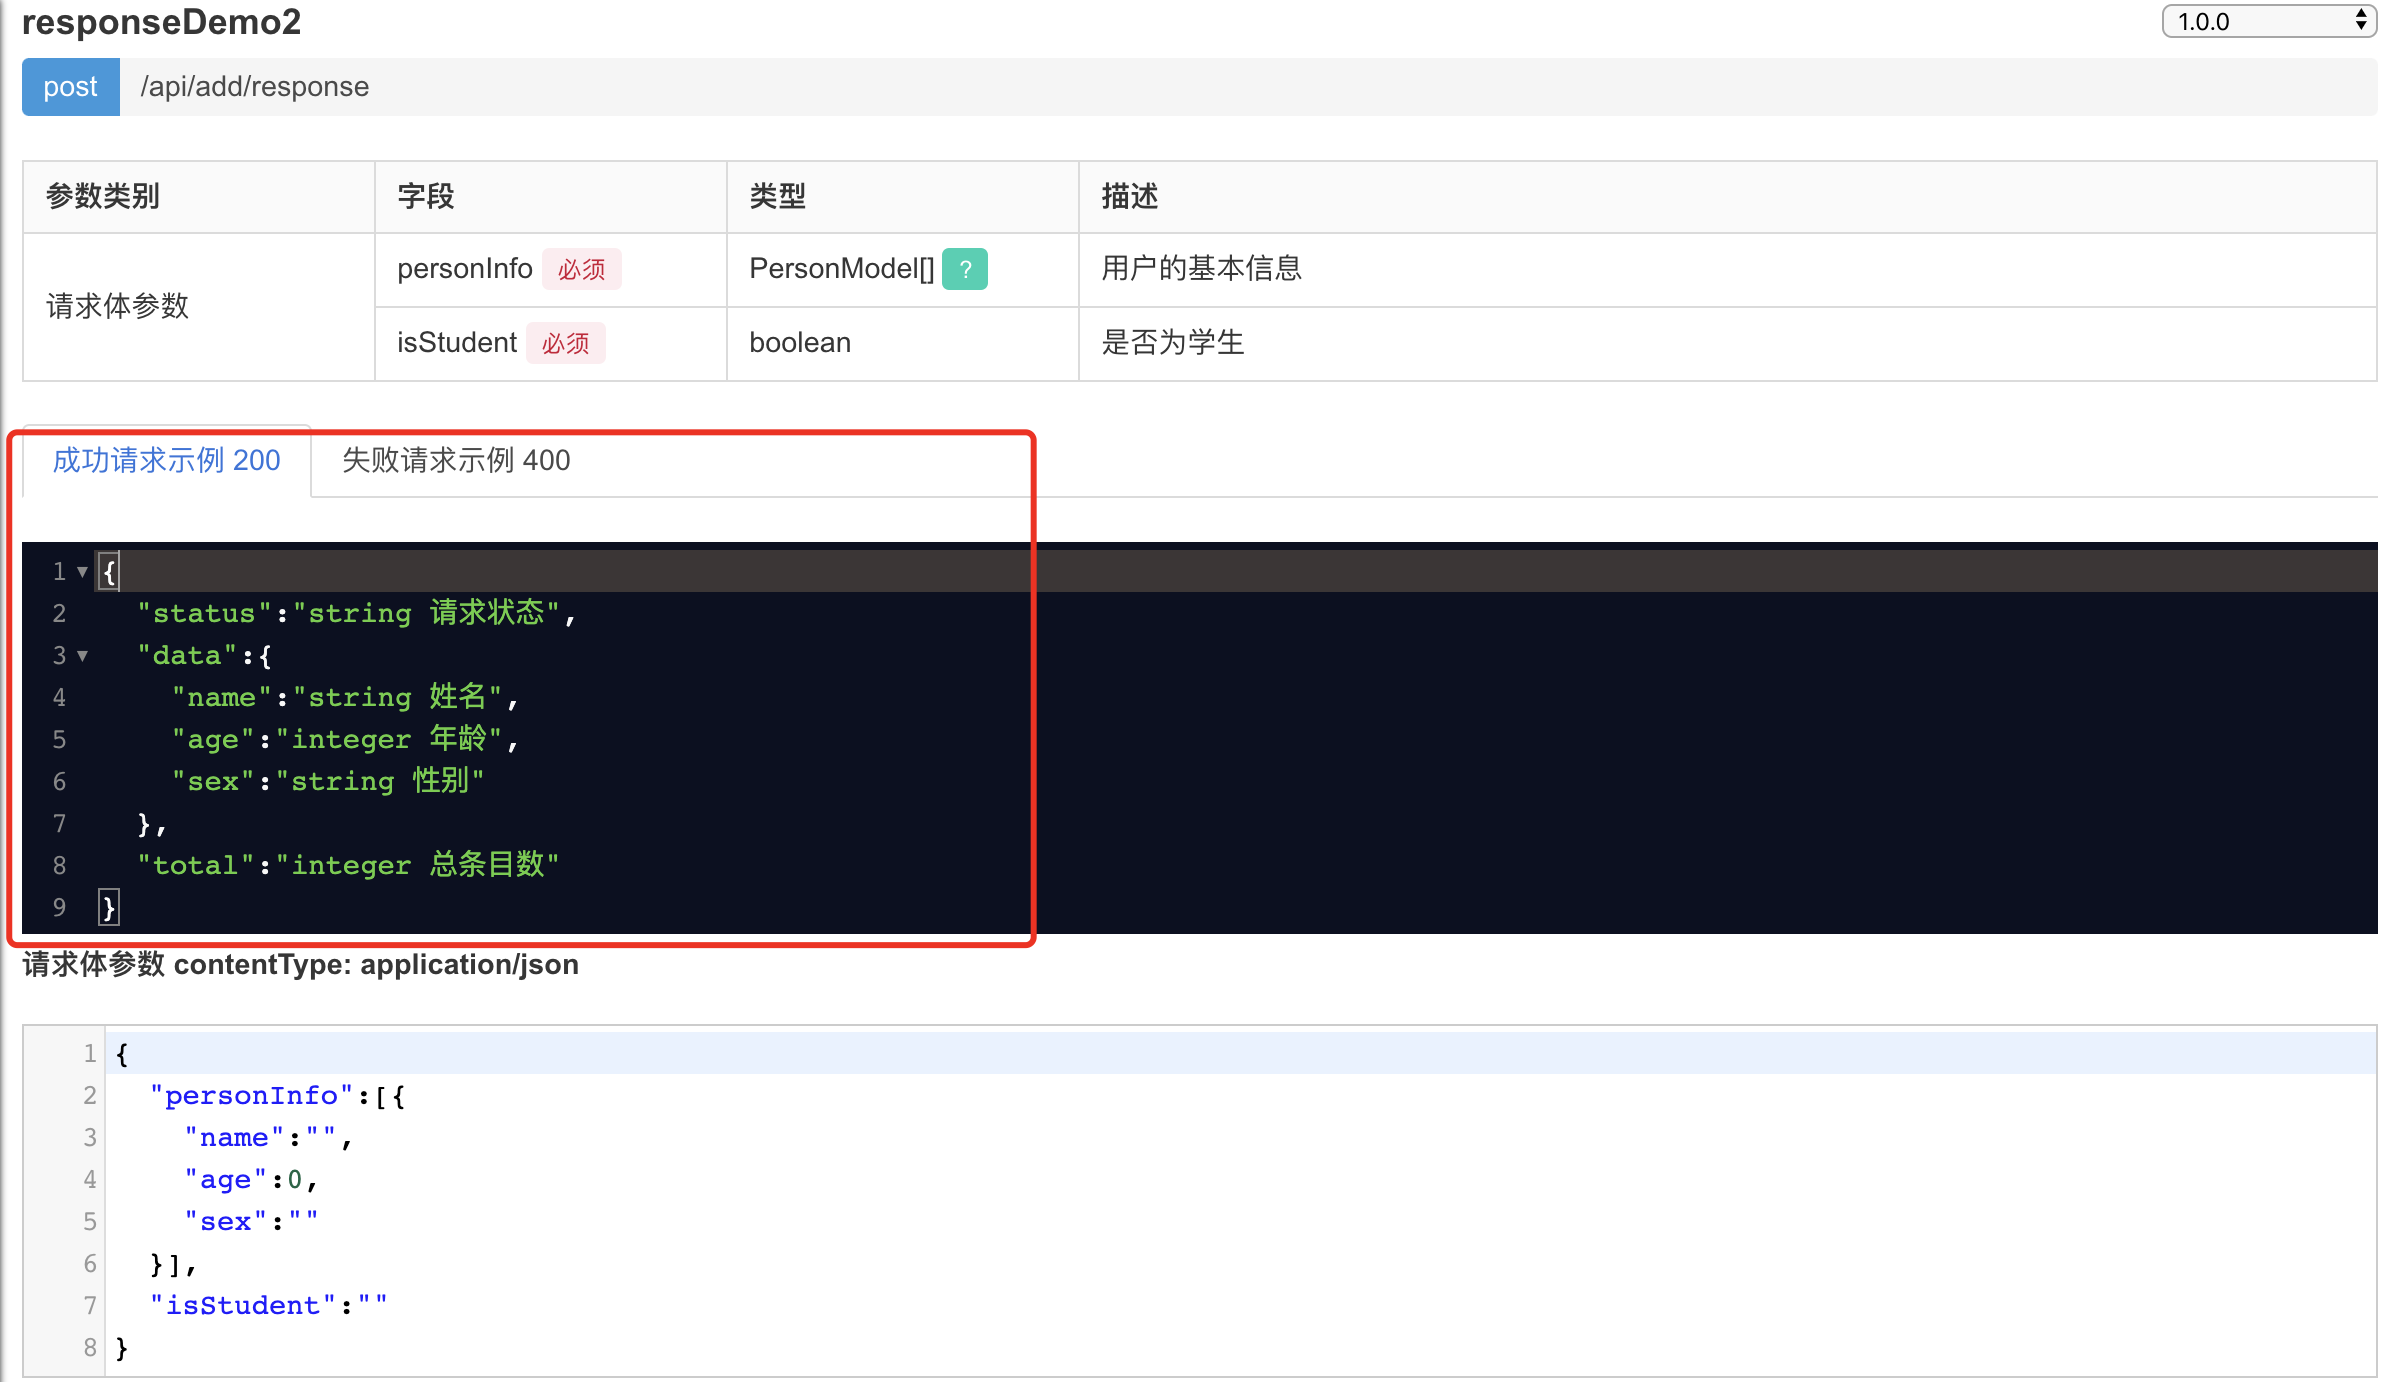 responseDemo2
1.0.0
post /api/add/response
参数类别 字段 类型 描述
请求体参数
personInfo 必须 PersonModel[] ? 用户的基本信息
isStudent 必须 boolean 是否为学生
成功请求示例 200 失败请求示例 400
1 {
2 "status":"string 请求状态",
3 "data":{
4 "name":"string 姓名",
5 "age":"integer 年龄",
6 "sex":"string 性别"
7 },
8 "total":"integer 总条目数"
9 }
请求体参数 contentType: application/json
1 {
2 "personInfo":[{
3 "name":"",
4 "age":0,
5 "sex":""
6 }],
7 "isStudent":""
8 }